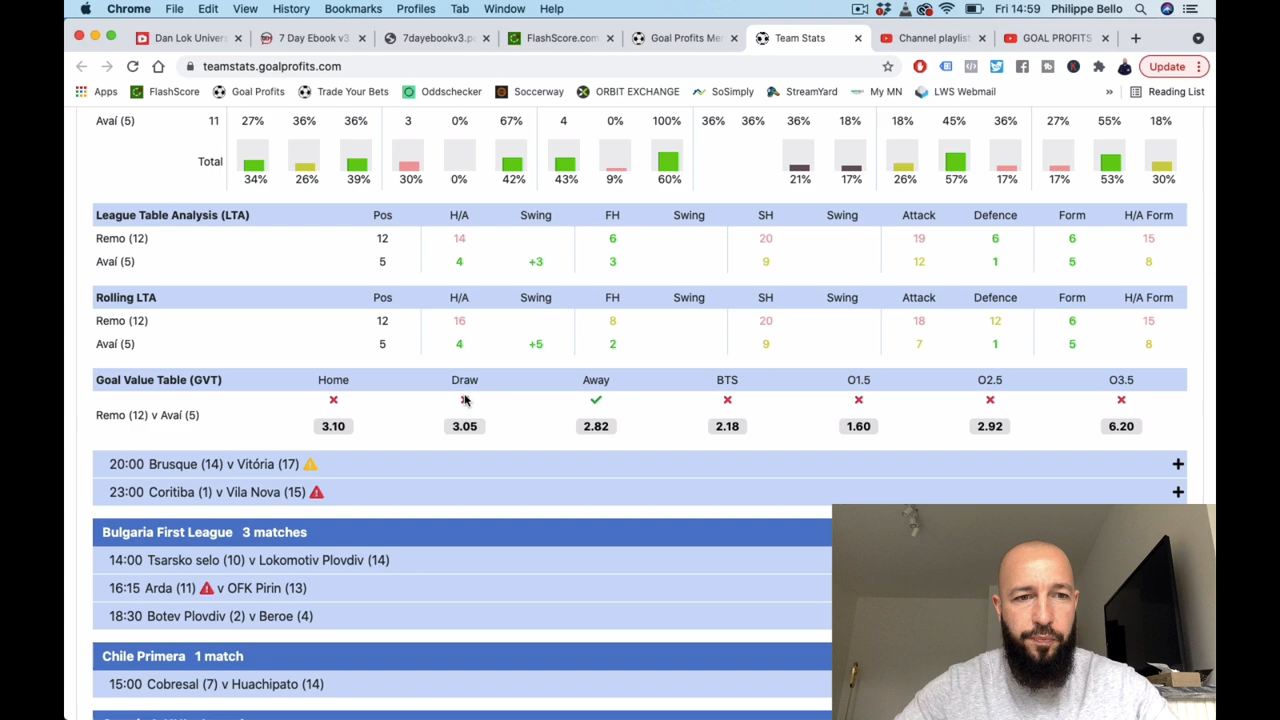 Chrome File Edit View History Bookmarks Profiles Tab Window Help Fri 14:59 Philippe Bello
Dan Lok Univers 7 Day Ebook v3 7dayebookv3.p FlashScore.com Goal Profits Me Team Stats Channel playlis GOAL PROFITS
teamstats.goalprofits.com Update
Apps FlashScore Goal Profits Trade Your Bets Oddschecker Soccerway ORBIT EXCHANGE SoSimply StreamYard My MN LWS Webmail » Reading List
Avaí (5) 11 27% 36% 36% 3 0% 67% 4 0% 100% 36% 36% 36% 18% 18% 45% 36% 27% 55% 18%
Total 34% 26% 39% 30% 0% 42% 43% 9% 60% 21% 17% 26% 57% 17% 17% 53% 30%
League Table Analysis (LTA) Pos H/A Swing FH Swing SH Swing Attack Defence Form H/A Form
Remo (12) 12 14 6 20 19 6 6 15
Avaí (5) 5 4 +3 3 9 12 1 5 8
Rolling LTA Pos H/A Swing FH Swing SH Swing Attack Defence Form H/A Form
Remo (12) 12 16 8 20 18 12 6 15
Avaí (5) 5 4 +5 2 9 7 1 5 8
Goal Value Table (GVT) Home Draw Away BTS O1.5 O2.5 O3.5
Remo (12) v Avaí (5) 3.10 3.05 2.82 2.18 1.60 2.92 6.20
20:00 Brusque (14) v Vitória (17)
23:00 Coritiba (1) v Vila Nova (15)
Bulgaria First League 3 matches
14:00 Tsarsko selo (10) v Lokomotiv Plovdiv (14)
16:15 Arda (11) v OFK Pirin (13)
18:30 Botev Plovdiv (2) v Beroe (4)
Chile Primera 1 match
15:00 Cobresal (7) v Huachipato (14)